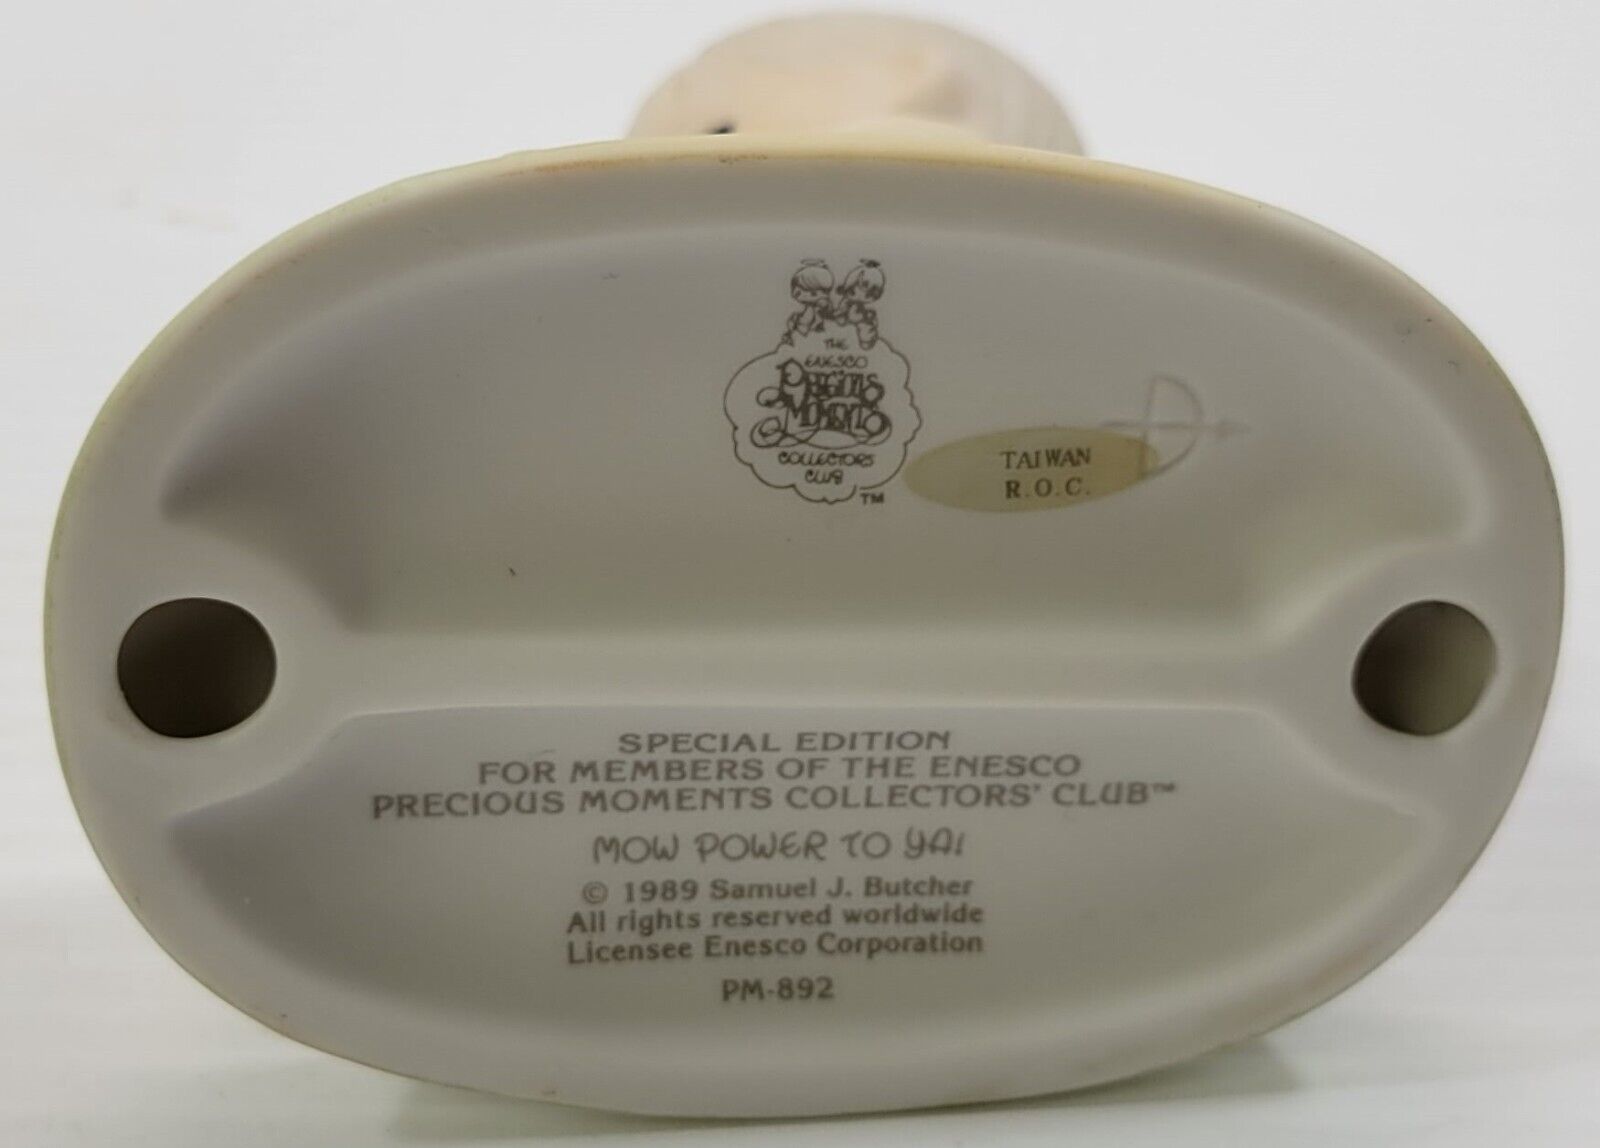 THE
ENESCO
PRECIOUS
MOMENTS
COLLECTORS
CLUB
TM
TAIWAN
R.O.C.
SPECIAL EDITION
FOR MEMBERS OF THE ENESCO
PRECIOUS MOMENTS COLLECTORS' CLUB™
MOW POWER TO YA!
© 1989 Samuel J. Butcher
All rights reserved worldwide
Licensee Enesco Corporation
PM-892